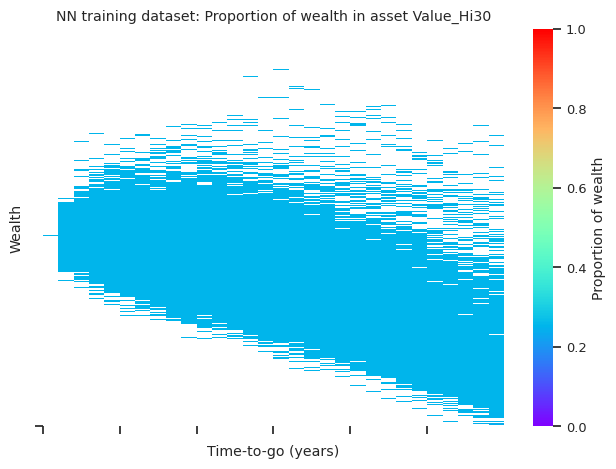 NN training dataset: Proportion of wealth in asset Value_Hi30
Wealth
Time-to-go (years)
1.0
0.8
0.6
0.4
0.2
0.0
Proportion of wealth